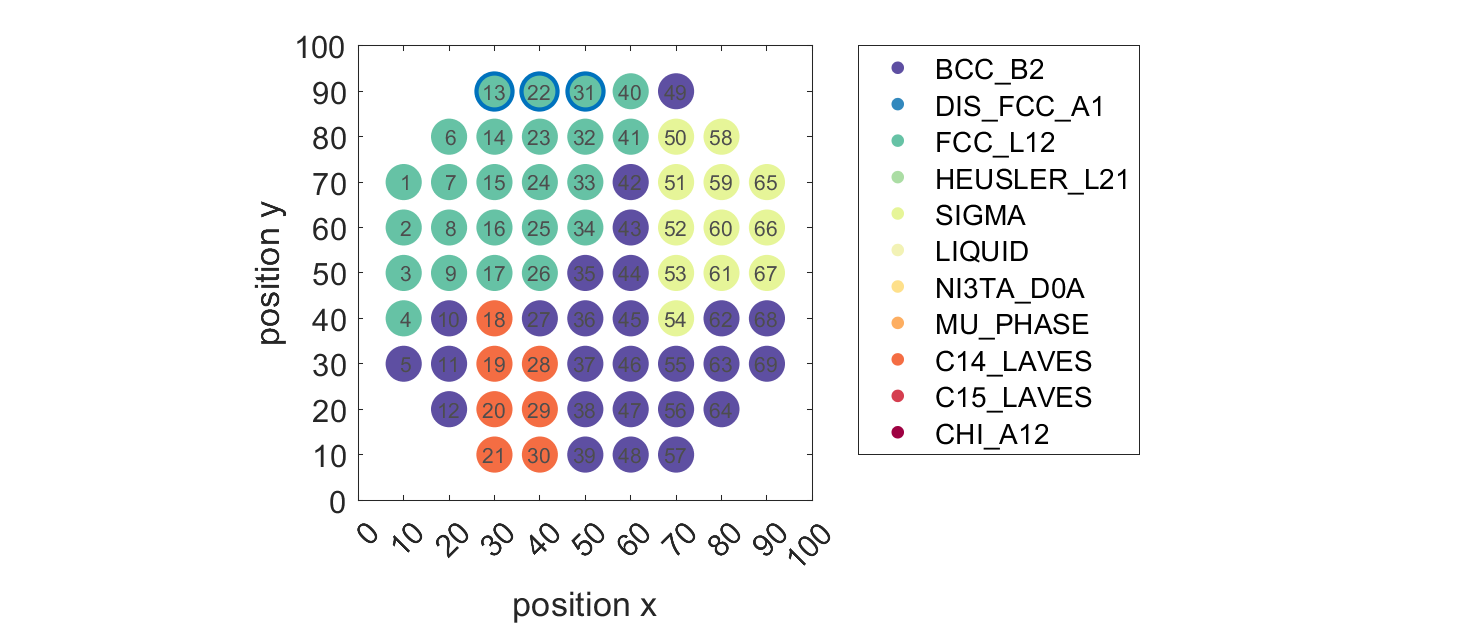 100
90
80
70
60
50
40
30
20
10
0
position y
13 22 31 40 49
6 14 23 32 41 50 58
1 7 15 24 33 42 51 59 65
2 8 16 25 34 43 52 60 66
3 9 17 26 35 44 53 61 67
4 10 18 27 36 45 54 62 68
5 11 19 28 37 46 55 63 69
12 20 29 38 47 56 64
21 30 39 48 57
0 10 20 30 40 50 60 70 80 90 100
position x
BCC_B2
DIS_FCC_A1
FCC_L12
HEUSLER_L21
SIGMA
LIQUID
NI3TA_D0A
MU_PHASE
C14_LAVES
C15_LAVES
CHI_A12